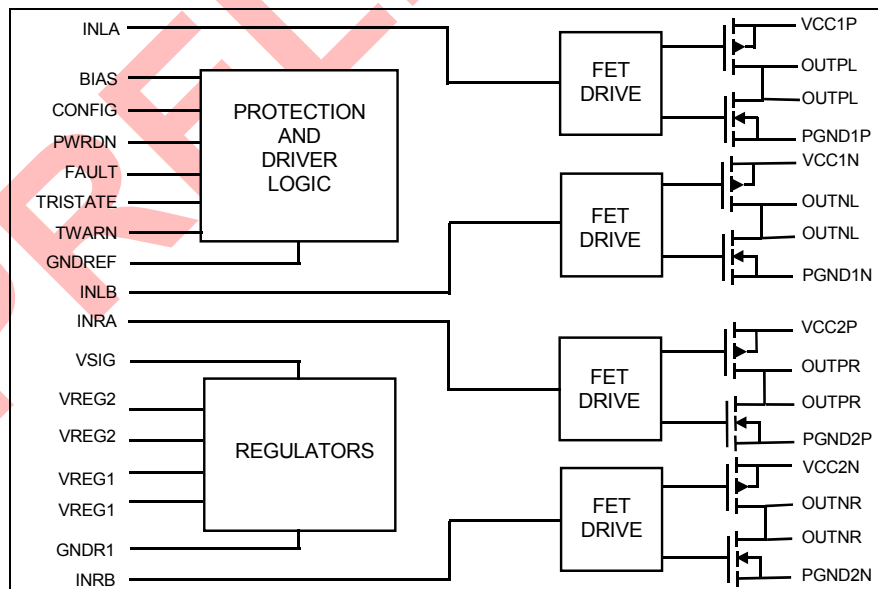 INLA
BIAS
CONFIG
PWRDN
FAULT
TRISTATE
TWARN
GNDREF
INLB
INRA
VSIG
VREG2
VREG2
VREG1
VREG1
GNDR1
INRB
PROTECTION
AND
DRIVER
LOGIC
REGULATORS
FET
DRIVE
FET
DRIVE
FET
DRIVE
FET
DRIVE
VCC1P
OUTPL
OUTPL
PGND1P
VCC1N
OUTNL
OUTNL
PGND1N
VCC2P
OUTPR
OUTPR
PGND2P
VCC2N
OUTNR
OUTNR
PGND2N
PREL